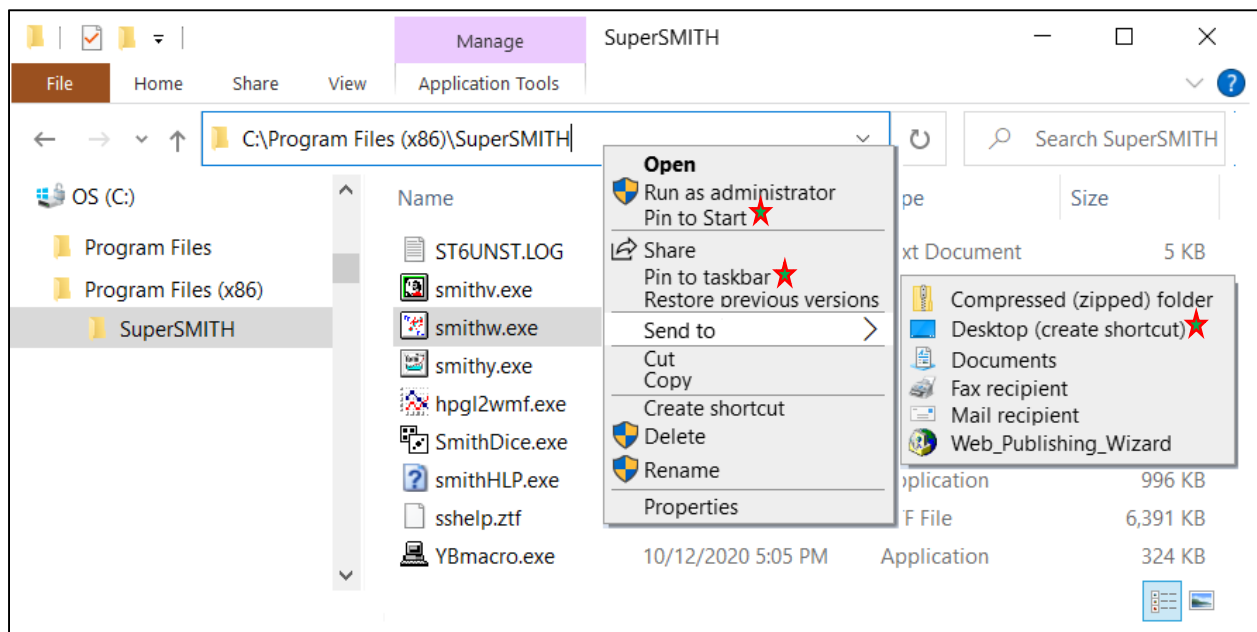 Manage
SuperSMITH
File
Home
Share
View
Application Tools
?
C:\Program Files (x86)\SuperSMITH
Search SuperSMITH
OS (C:)
Program Files
Program Files (x86)
SuperSMITH
Name
pe
Size
ST6UNST.LOG
xt Document
5 KB
smithv.exe
smithw.exe
smithy.exe
hpgl2wmf.exe
SmithDice.exe
smithHLP.exe
pplication
996 KB
sshelp.ztf
F File
6,391 KB
YBmacro.exe
10/12/2020 5:05 PM
Application
324 KB
Open
Run as administrator
Pin to Start
Share
Pin to taskbar
Restore previous versions
Send to
Cut
Copy
Create shortcut
Delete
Rename
Properties
Compressed (zipped) folder
Desktop (create shortcut)
Documents
Fax recipient
Mail recipient
Web_Publishing_Wizard